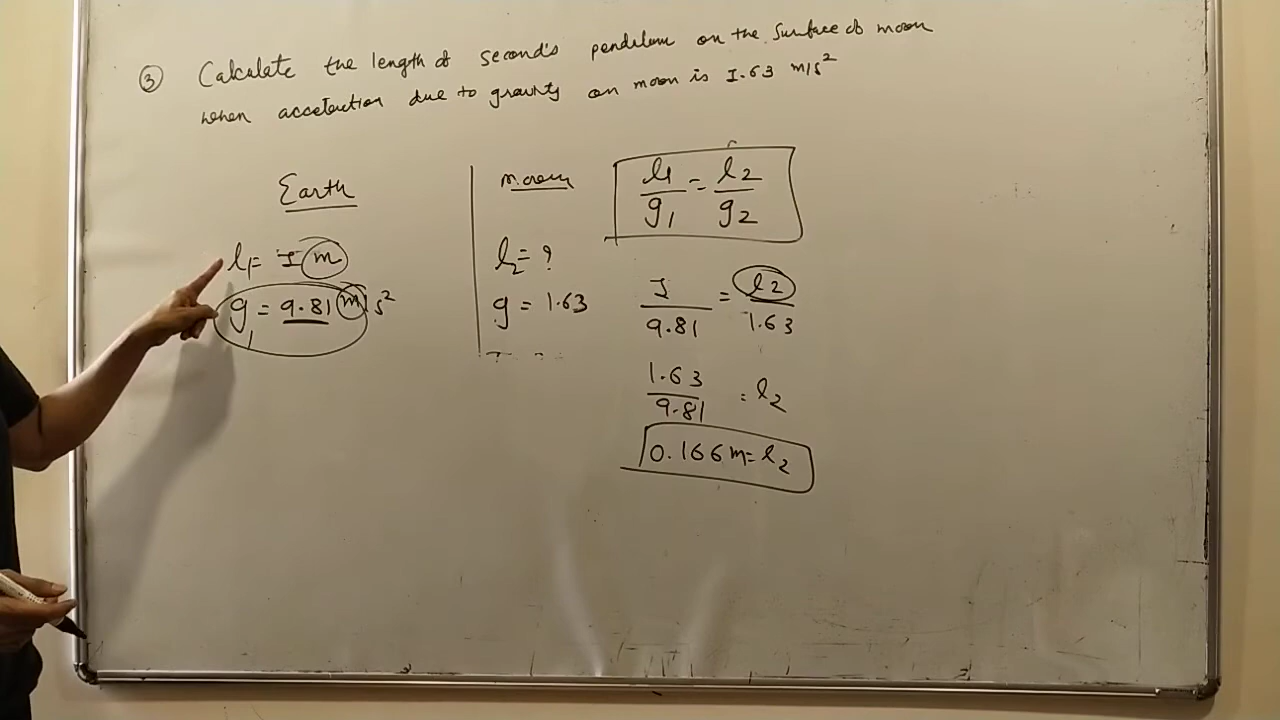 ③ Calculate the length of second's pendulum on the surface of moon
when acceleration due to gravity on moon is 1.63 m/s²
Earth
l₁ = 1 m
g₁ = 9.81 m/s²
moon
l₂ = ?
g = 1.63
l₁/g₁ = l₂/g₂
1/9.81 = l₂/1.63
1.63/9.81 = l₂
0.166 m = l₂